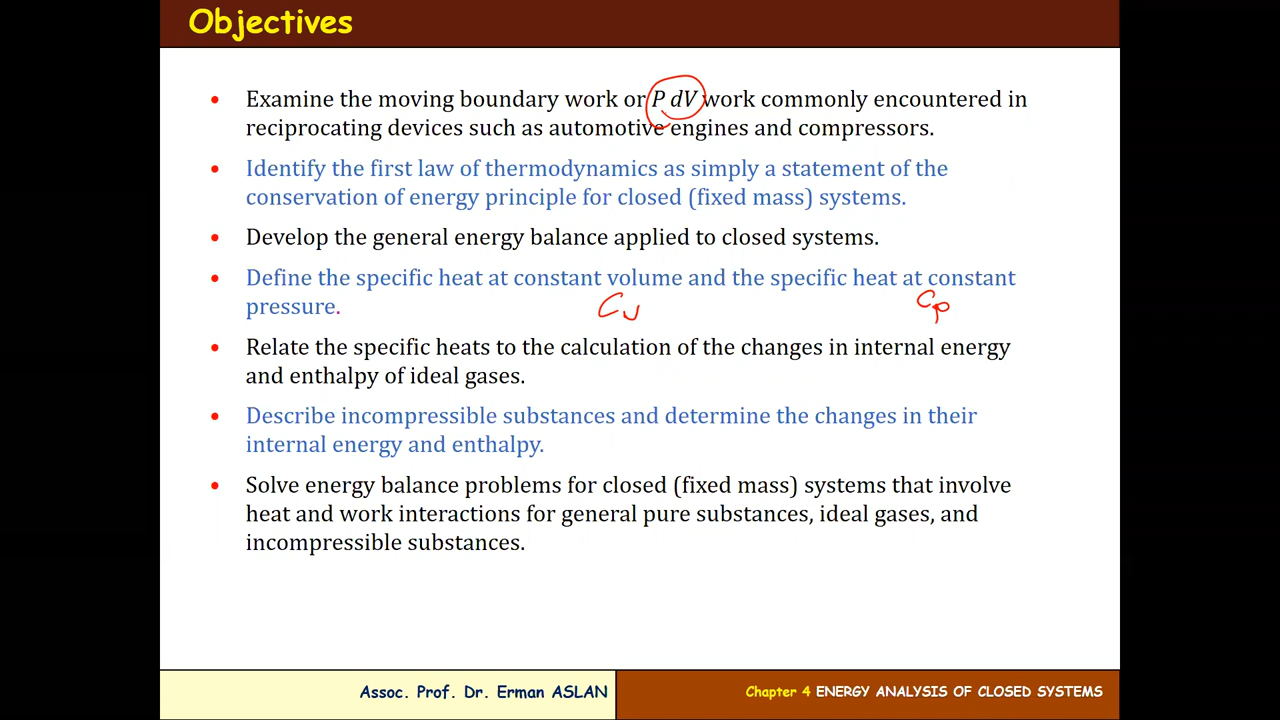 Objectives
• Examine the moving boundary work or P dV work commonly encountered in
reciprocating devices such as automotive engines and compressors.
• Identify the first law of thermodynamics as simply a statement of the
conservation of energy principle for closed (fixed mass) systems.
• Develop the general energy balance applied to closed systems.
• Define the specific heat at constant volume and the specific heat at constant
pressure.
Cv Cp
• Relate the specific heats to the calculation of the changes in internal energy
and enthalpy of ideal gases.
• Describe incompressible substances and determine the changes in their
internal energy and enthalpy.
• Solve energy balance problems for closed (fixed mass) systems that involve
heat and work interactions for general pure substances, ideal gases, and
incompressible substances.
Assoc. Prof. Dr. Erman ASLAN
Chapter 4 ENERGY ANALYSIS OF CLOSED SYSTEMS